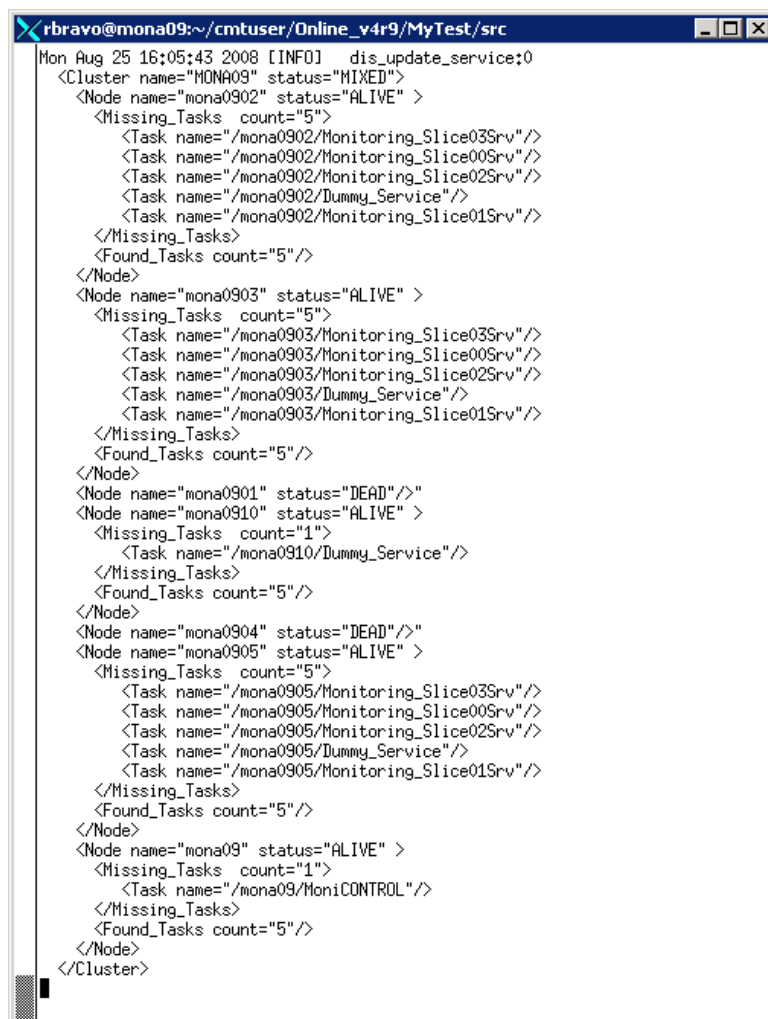 rbravo@mona09:~/cmtuser/Online_v4r9/MyTest/src
Mon Aug 25 16:05:43 2008 [INFO]   dis_update_service:0
  <Cluster name="MONA09" status="MIXED">
    <Node name="mona0902" status="ALIVE" >
      <Missing_Tasks  count="5">
         <Task name="/mona0902/Monitoring_Slice03Srv"/>
         <Task name="/mona0902/Monitoring_Slice00Srv"/>
         <Task name="/mona0902/Monitoring_Slice02Srv"/>
         <Task name="/mona0902/Dummy_Service"/>
         <Task name="/mona0902/Monitoring_Slice01Srv"/>
      </Missing_Tasks>
      <Found_Tasks count="5"/>
    </Node>
    <Node name="mona0903" status="ALIVE" >
      <Missing_Tasks  count="5">
         <Task name="/mona0903/Monitoring_Slice03Srv"/>
         <Task name="/mona0903/Monitoring_Slice00Srv"/>
         <Task name="/mona0903/Monitoring_Slice02Srv"/>
         <Task name="/mona0903/Dummy_Service"/>
         <Task name="/mona0903/Monitoring_Slice01Srv"/>
      </Missing_Tasks>
      <Found_Tasks count="5"/>
    </Node>
    <Node name="mona0901" status="DEAD"/>"
    <Node name="mona0910" status="ALIVE" >
      <Missing_Tasks  count="1">
         <Task name="/mona0910/Dummy_Service"/>
      </Missing_Tasks>
      <Found_Tasks count="5"/>
    </Node>
    <Node name="mona0904" status="DEAD"/>"
    <Node name="mona0905" status="ALIVE" >
      <Missing_Tasks  count="5">
         <Task name="/mona0905/Monitoring_Slice03Srv"/>
         <Task name="/mona0905/Monitoring_Slice00Srv"/>
         <Task name="/mona0905/Monitoring_Slice02Srv"/>
         <Task name="/mona0905/Dummy_Service"/>
         <Task name="/mona0905/Monitoring_Slice01Srv"/>
      </Missing_Tasks>
      <Found_Tasks count="5"/>
    </Node>
    <Node name="mona09" status="ALIVE" >
      <Missing_Tasks  count="1">
         <Task name="/mona09/MoniCONTROL"/>
      </Missing_Tasks>
      <Found_Tasks count="5"/>
    </Node>
  </Cluster>